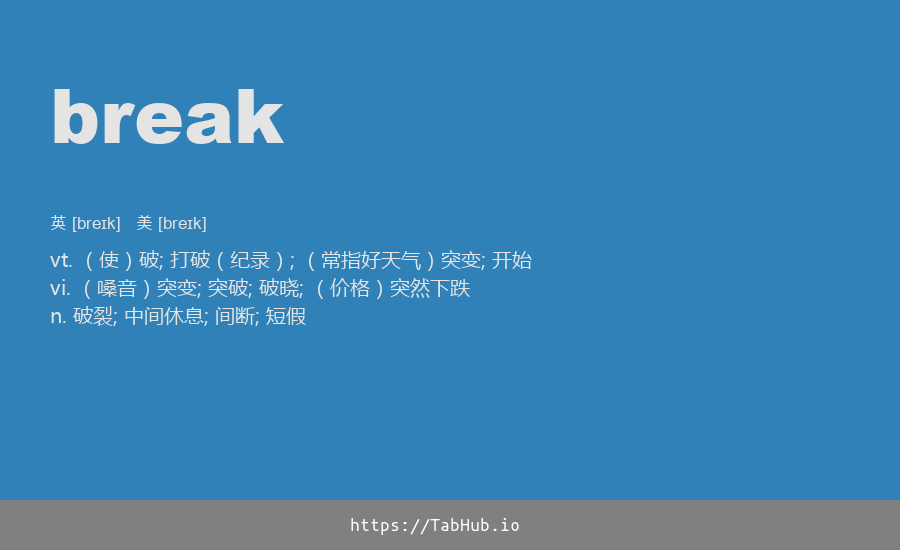 break
英 [breɪk] 美 [breɪk]
vt. （使）破; 打破（纪录）; （常指好天气）突变; 开始
vi. （嗓音）突变; 突破; 破晓; （价格）突然下跌
n. 破裂; 中间休息; 间断; 短假
https://TabHub.io